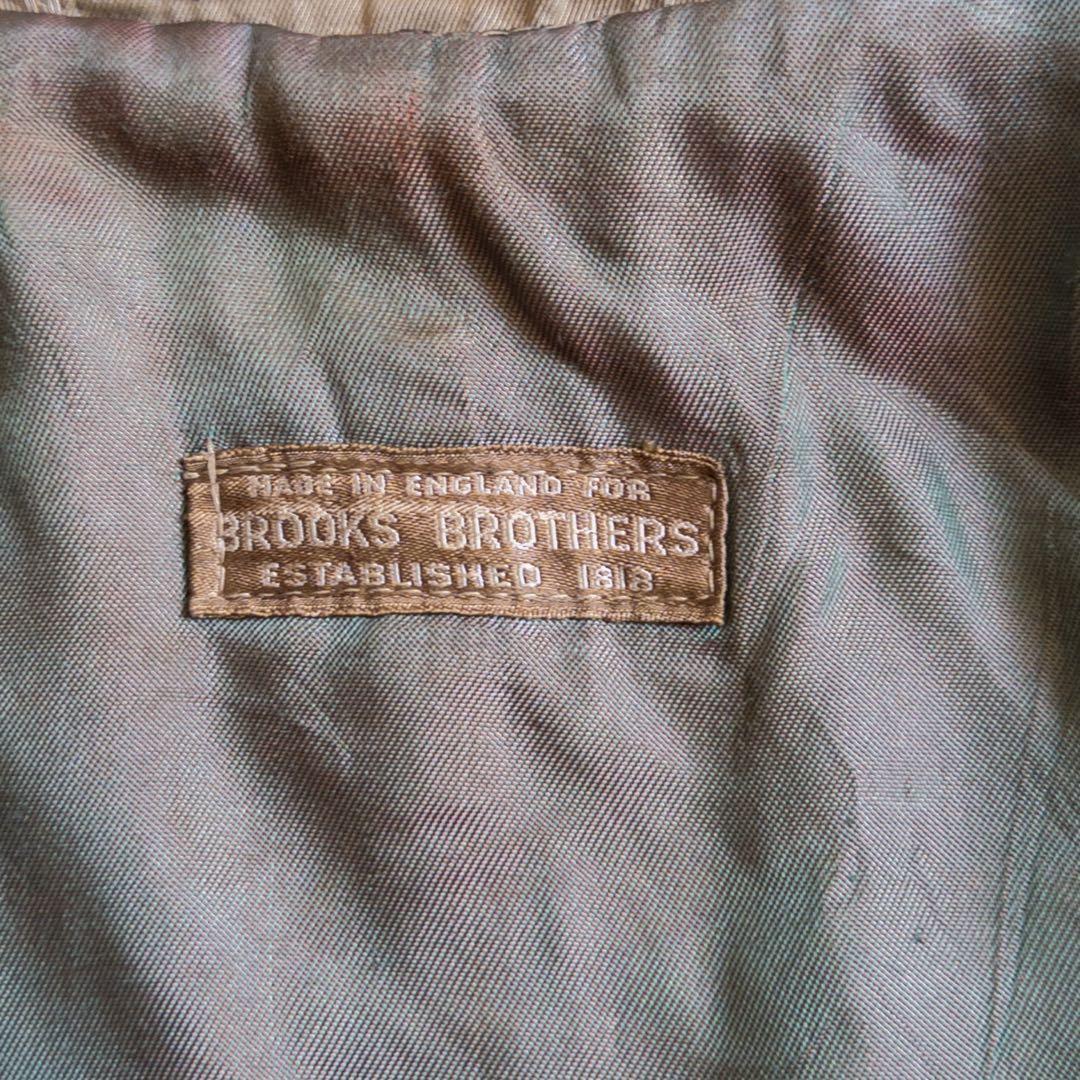 MADE IN ENGLAND FOR
BROOKS BROTHERS
ESTABLISHED 1818